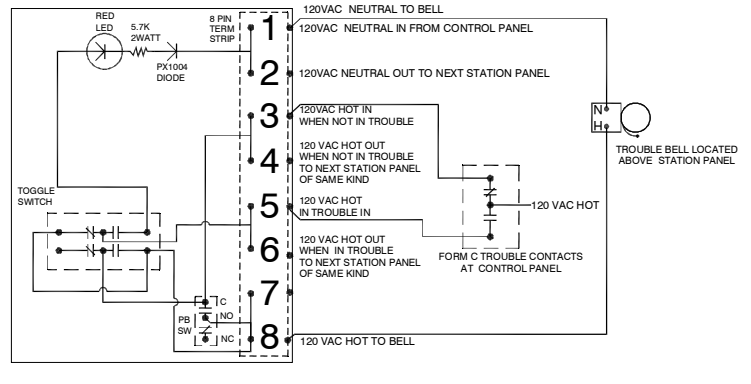 120VAC NEUTRAL TO BELL
RED
LED
5.7K
2WATT
PX1004
DIODE
8 PIN
TERM
STRIP
1
120VAC NEUTRAL IN FROM CONTROL PANEL
2
120VAC NEUTRAL OUT TO NEXT STATION PANEL
3
120VAC HOT IN
WHEN NOT IN TROUBLE
4
120 VAC HOT OUT
WHEN NOT IN TROUBLE
TO NEXT STATION PANEL
OF SAME KIND
5
120 VAC HOT
IN TROUBLE IN
6
120 VAC HOT OUT
WHEN IN TROUBLE
TO NEXT STATION PANEL
OF SAME KIND
7
8
120 VAC HOT TO BELL
TOGGLE
SWITCH
PB
SW
C
NO
NC
120 VAC HOT
FORM C TROUBLE CONTACTS
AT CONTROL PANEL
N
H
TROUBLE BELL LOCATED
ABOVE STATION PANEL